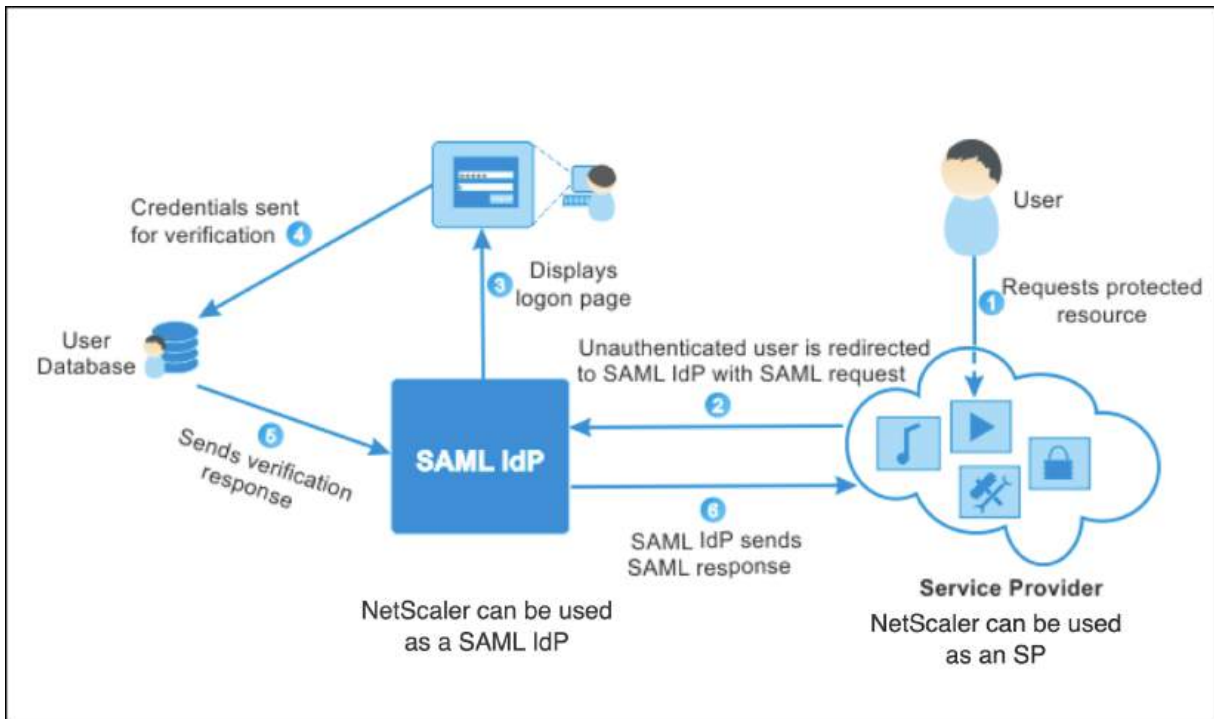 User
1
Requests protected
resource
Unauthenticated user is redirected
to SAML IdP with SAML request
2
3
Displays
logon page
Credentials sent
for verification
4
User
Database
5
Sends verification
response
SAML IdP
6
SAML IdP sends
SAML response
Service Provider
NetScaler can be used
as a SAML IdP
NetScaler can be used
as an SP